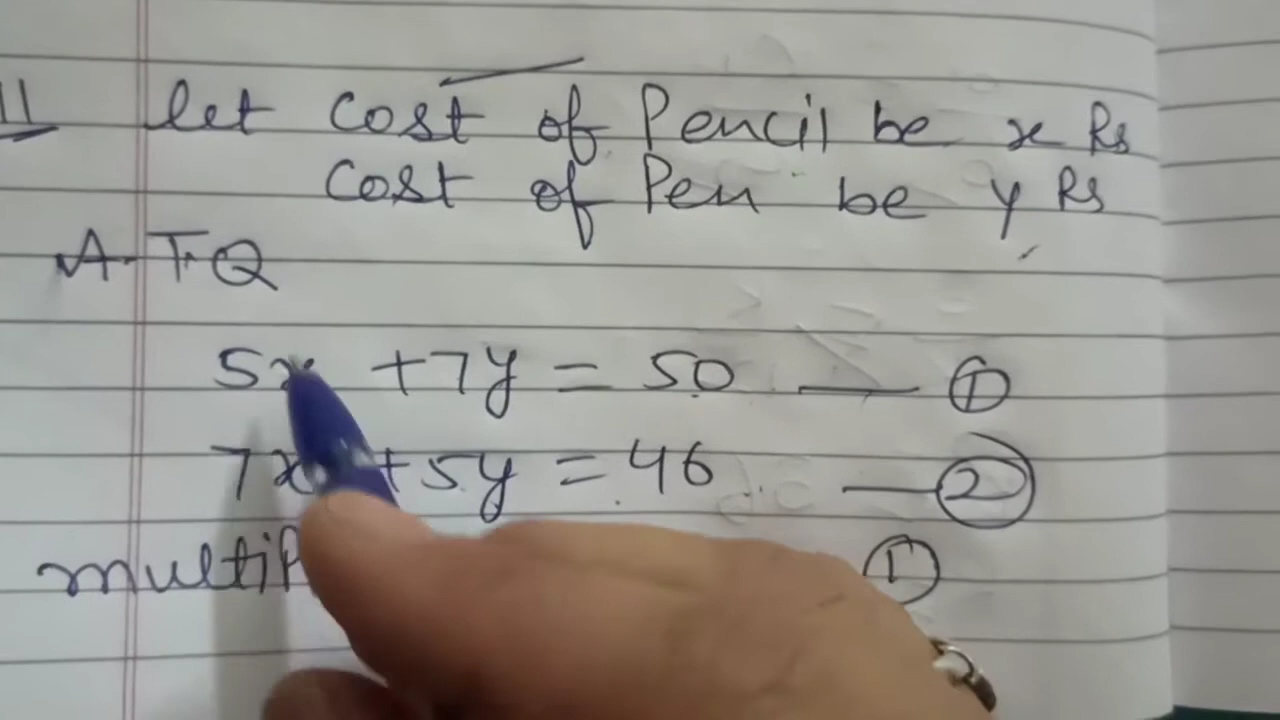 11 let Cost of Pencil be x Rs
Cost of Pen be y Rs
A.T.Q
5x + 7y = 50 — ①
7x + 5y = 46 — ②
①